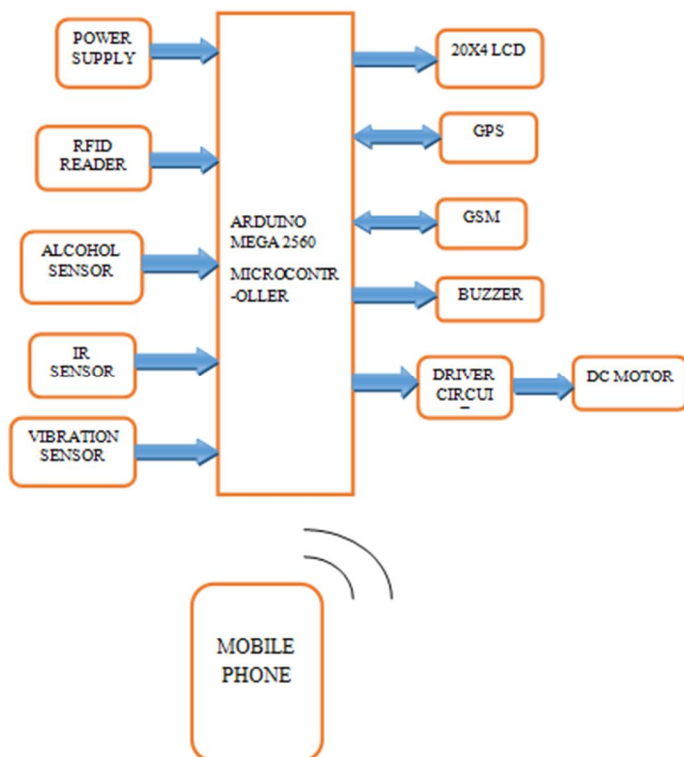 POWER
SUPPLY
RFID
READER
ALCOHOL
SENSOR
IR
SENSOR
VIBRATION
SENSOR
ARDUINO
MEGA 2560
MICROCONTR
-OLLER
20X4 LCD
GPS
GSM
BUZZER
DRIVER
CIRCUI
DC MOTOR
MOBILE
PHONE